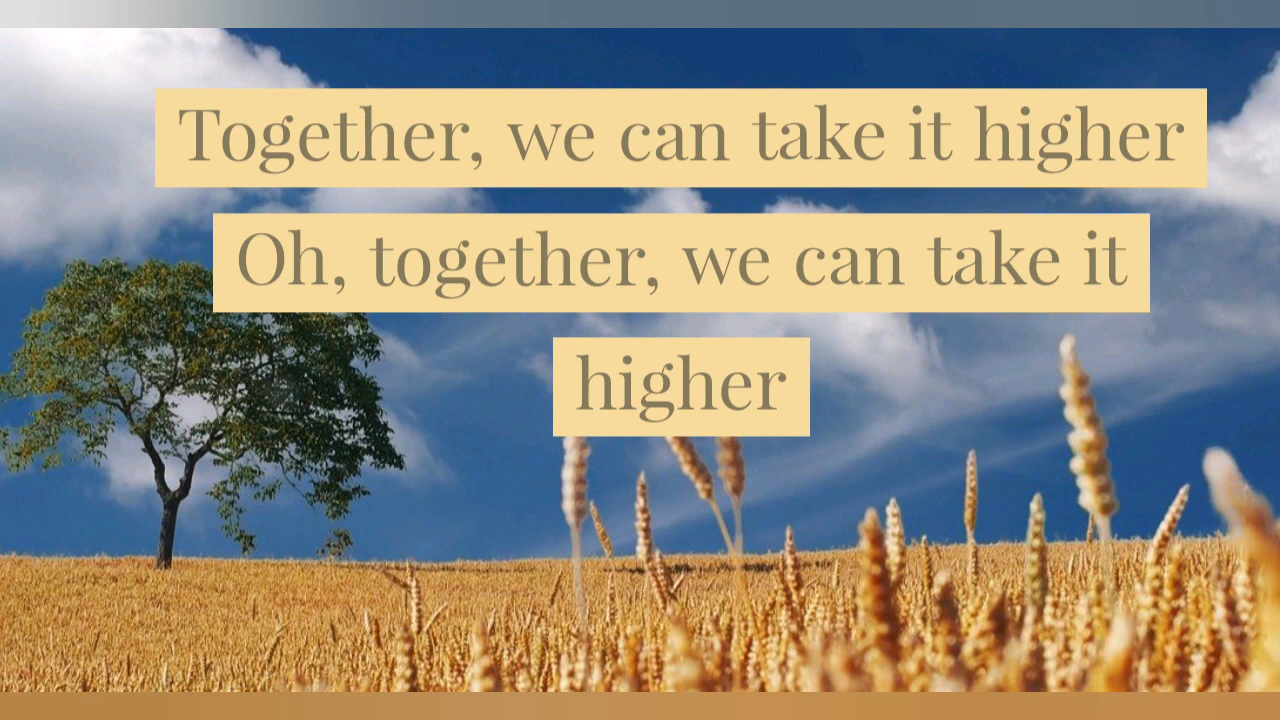 Together, we can take it higher
Oh, together, we can take it
higher